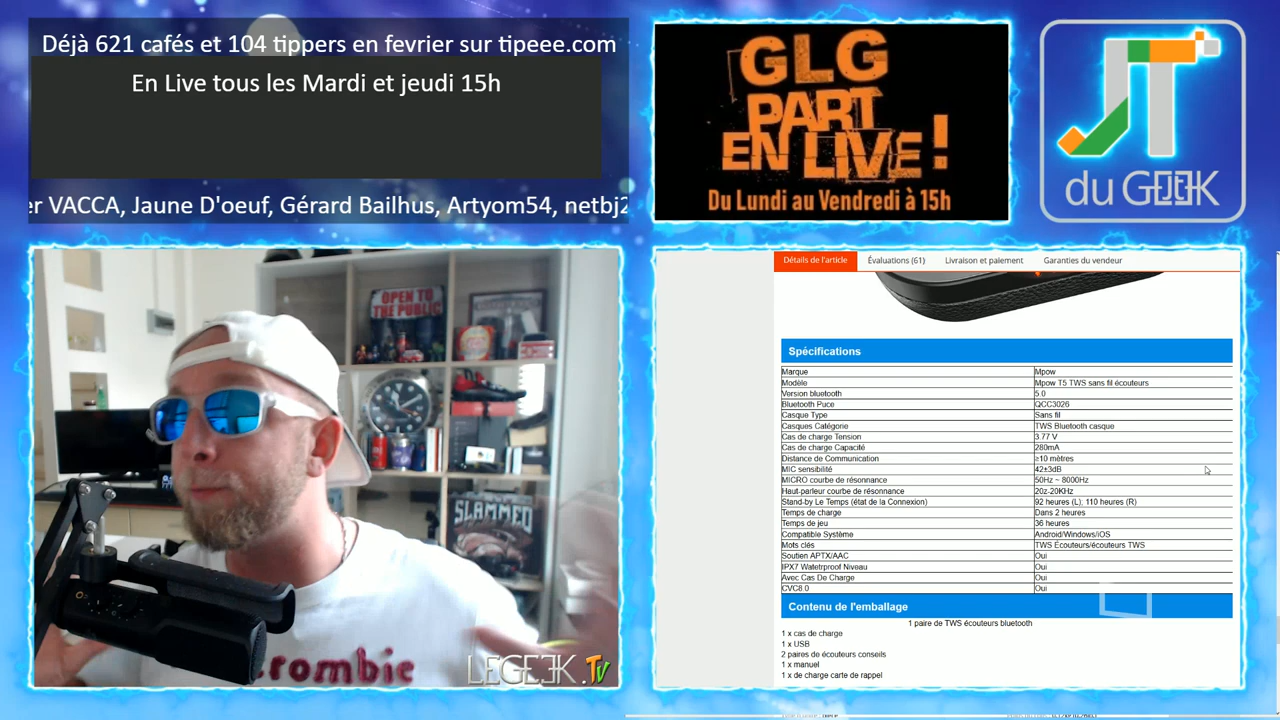 Déjà 621 cafés et 104 tippers en fevrier sur tipeee.com
En Live tous les Mardi et jeudi 15h
er VACCA, Jaune D'oeuf, Gérard Bailhus, Artyom54, netbj2
GLG
PART
EN LIVE !
Du Lundi au Vendredi à 15h
JT
du GEEK
OPEN TO
THE PUBLIC
SLAMMED
crombie
LEGEEK.TV
Détails de l'article
Évaluations (61)
Livraison et paiement
Garanties du vendeur
Spécifications
Marque Mpow
Modèle Mpow T5 TWS sans fil écouteurs
Version bluetooth 5.0
Bluetooth Puce QCC3026
Casque Type Sans fil
Casques Catégorie TWS Bluetooth casque
Cas de charge Tension 3.77 V
Cas de charge Capacité 280mA
Distance de Communication ≥10 mètres
MIC sensibilité 42±3dB
MICRO courbe de résonnance 50Hz ~ 8000Hz
Haut-parleur courbe de résonnance 20z-20KHz
Stand-by Le Temps (état de la Connexion) 92 heures (L); 110 heures (R)
Temps de charge Dans 2 heures
Temps de jeu 36 heures
Compatible Système Android/Windows/iOS
Mots clés TWS Écouteurs/écouteurs TWS
Soutien APTX/AAC Oui
IPX7 Watetrproof Niveau Oui
Avec Cas De Charge Oui
CVC8.0 Oui
Contenu de l'emballage
1 paire de TWS écouteurs bluetooth
1 x cas de charge
1 x USB
2 paires de écouteurs conseils
1 x manuel
1 x de charge carte de rappel